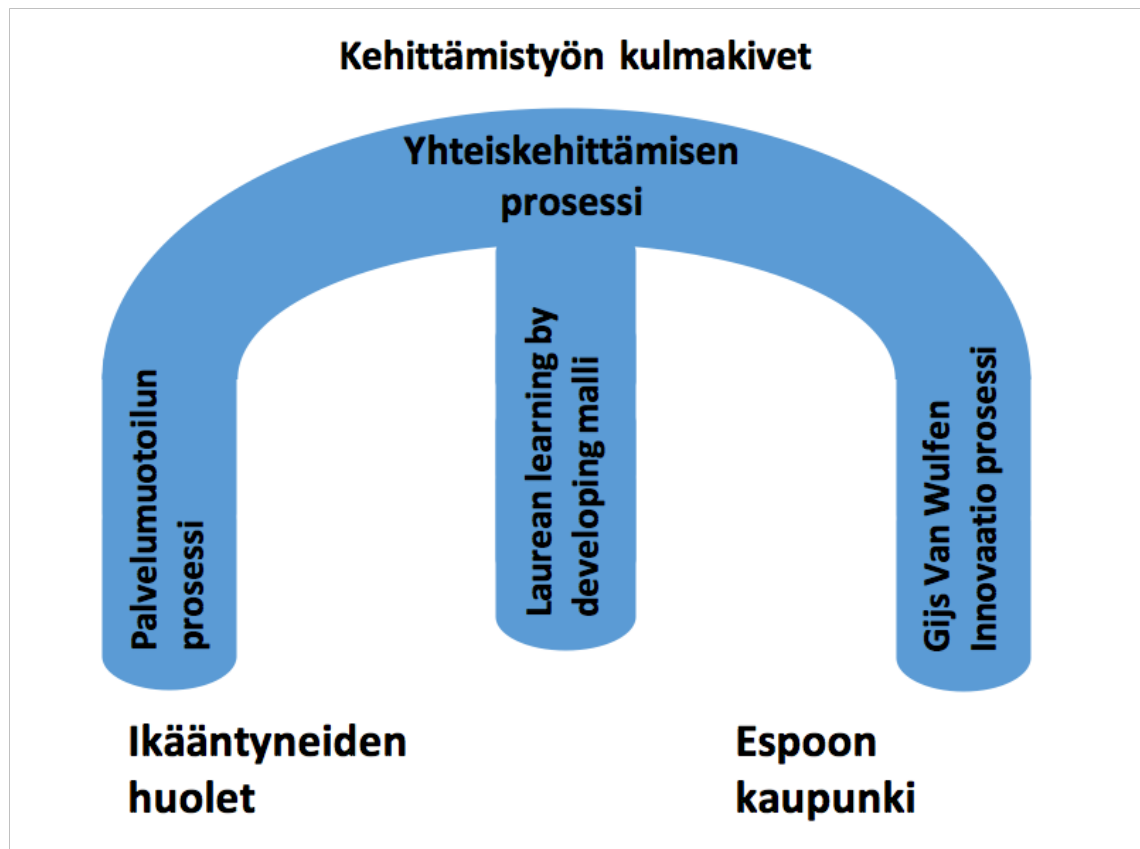 Kehittämistyön kulmakivet
Yhteiskehittämisen
prosessi
Palvelumuotoilun
prosessi
Laurean learning by
developing malli
Gijs Van Wulfen
Innovaatio prosessi
Ikääntyneiden
huolet
Espoon
kaupunki